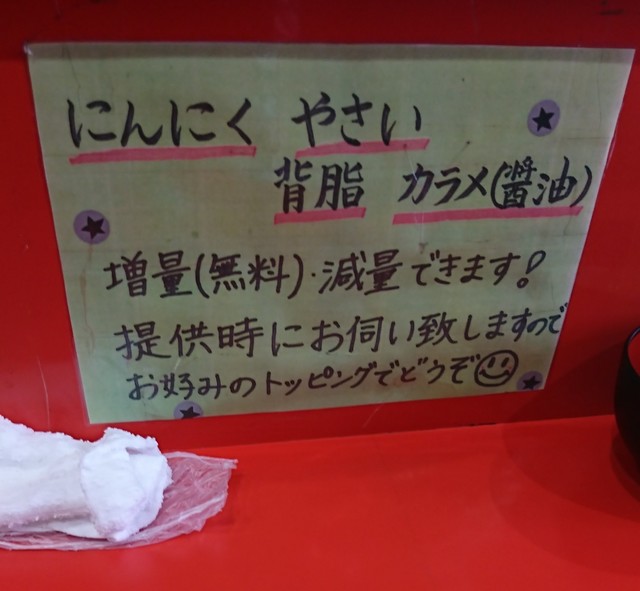 にんにく やさい
背脂 カラメ(醤油)
増量(無料)・減量できます!
提供時にお伺い致しますので
お好みのトッピングでどうぞ